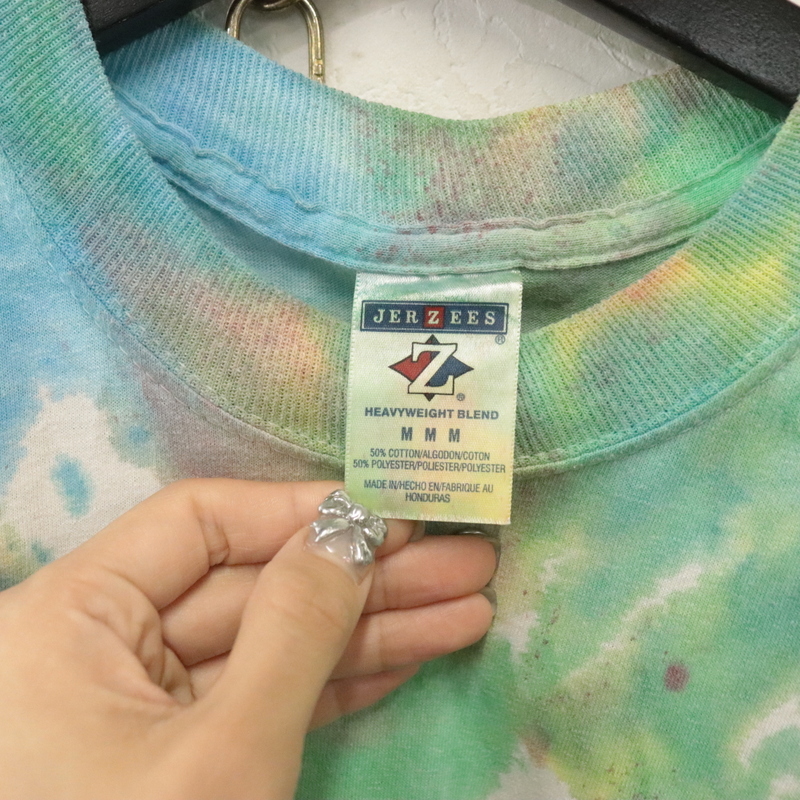 JERZEES
®
Z
®
HEAVYWEIGHT BLEND
M M M
50% COTTON/ALGODON/COTON
50% POLYESTER/POLIESTER/POLYESTER
MADE IN/HECHO EN/FABRIQUE AU
HONDURAS